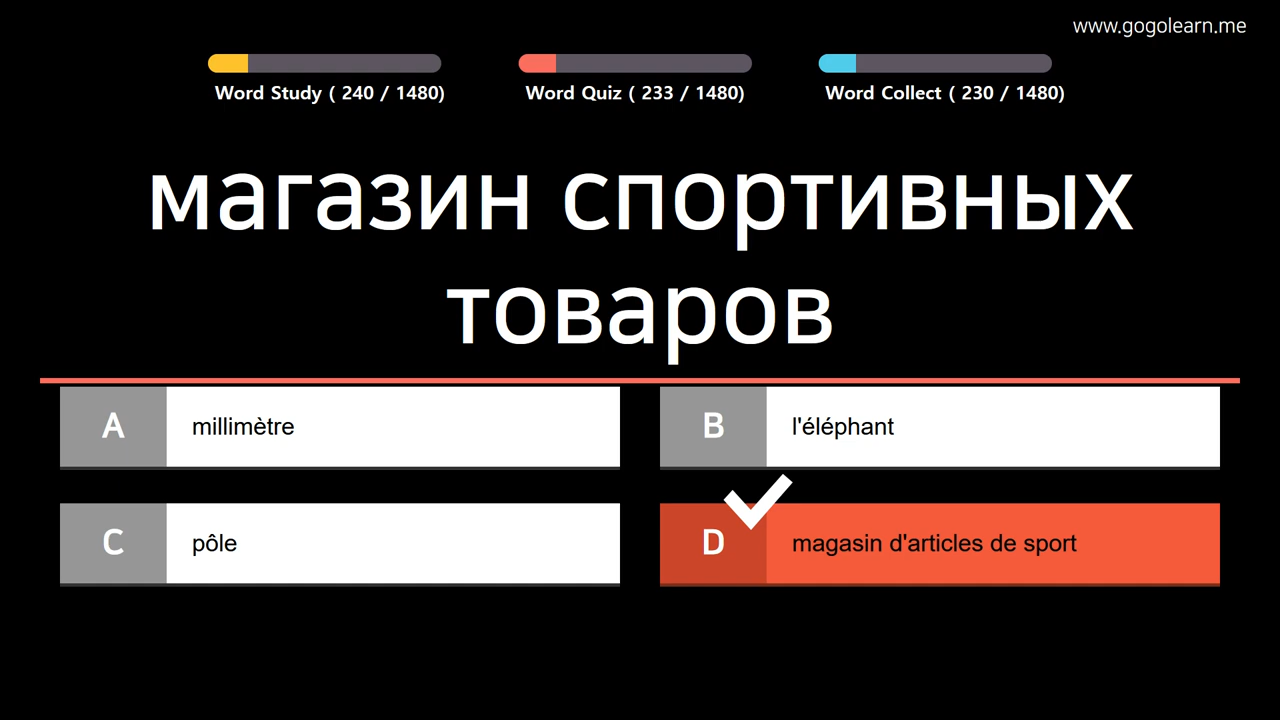 www.gogolearn.me
Word Study ( 240 / 1480)
Word Quiz ( 233 / 1480)
Word Collect ( 230 / 1480)
магазин спортивных
товаров
A
millimètre
B
l'éléphant
C
pôle
D
magasin d'articles de sport